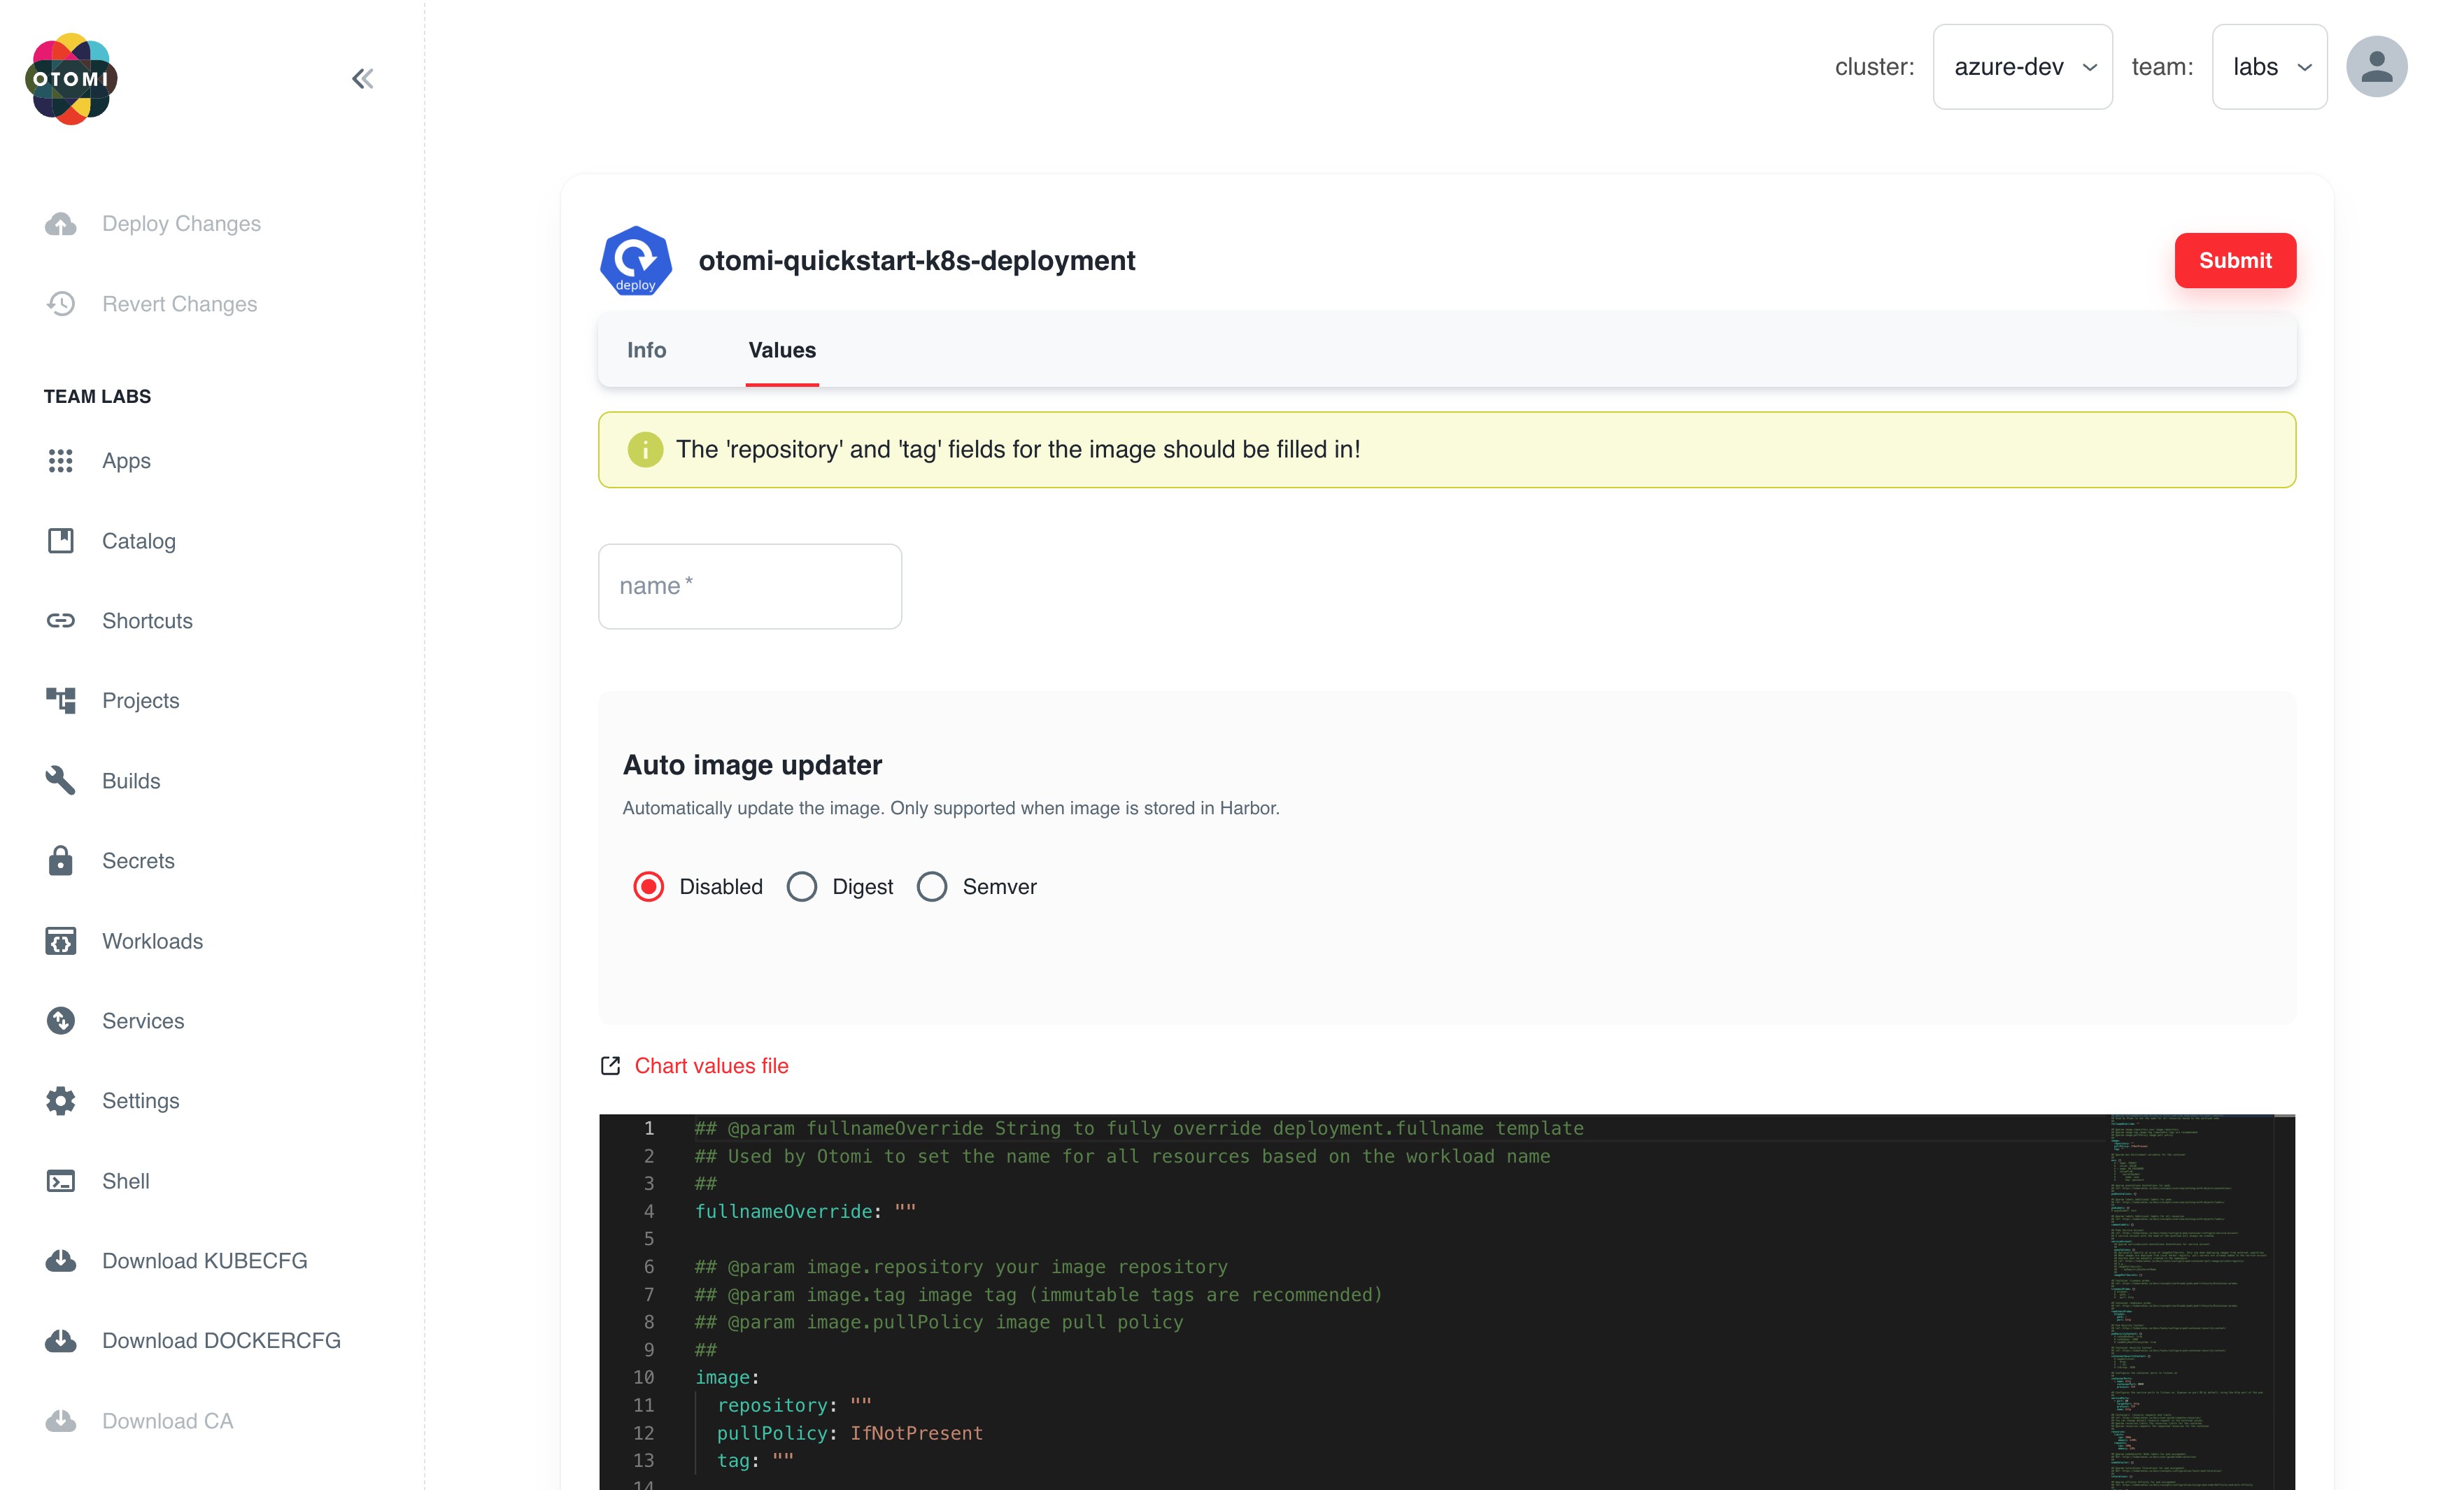 OTOMI
cluster: azure-dev team: labs
Deploy Changes
Revert Changes
TEAM LABS
Apps
Catalog
Shortcuts
Projects
Builds
Secrets
Workloads
Services
Settings
Shell
Download KUBECFG
Download DOCKERCFG
Download CA
deploy
otomi-quickstart-k8s-deployment
Submit
Info Values
The 'repository' and 'tag' fields for the image should be filled in!
name *
Auto image updater
Automatically update the image. Only supported when image is stored in Harbor.
Disabled Digest Semver
Chart values file
1 ## @param fullnameOverride String to fully override deployment.fullname template
2 ## Used by Otomi to set the name for all resources based on the workload name
3 ##
4 fullnameOverride: ""
5
6 ## @param image.repository your image repository
7 ## @param image.tag image tag (immutable tags are recommended)
8 ## @param image.pullPolicy image pull policy
9 ##
10 image:
11 repository: ""
12 pullPolicy: IfNotPresent
13 tag: ""
14